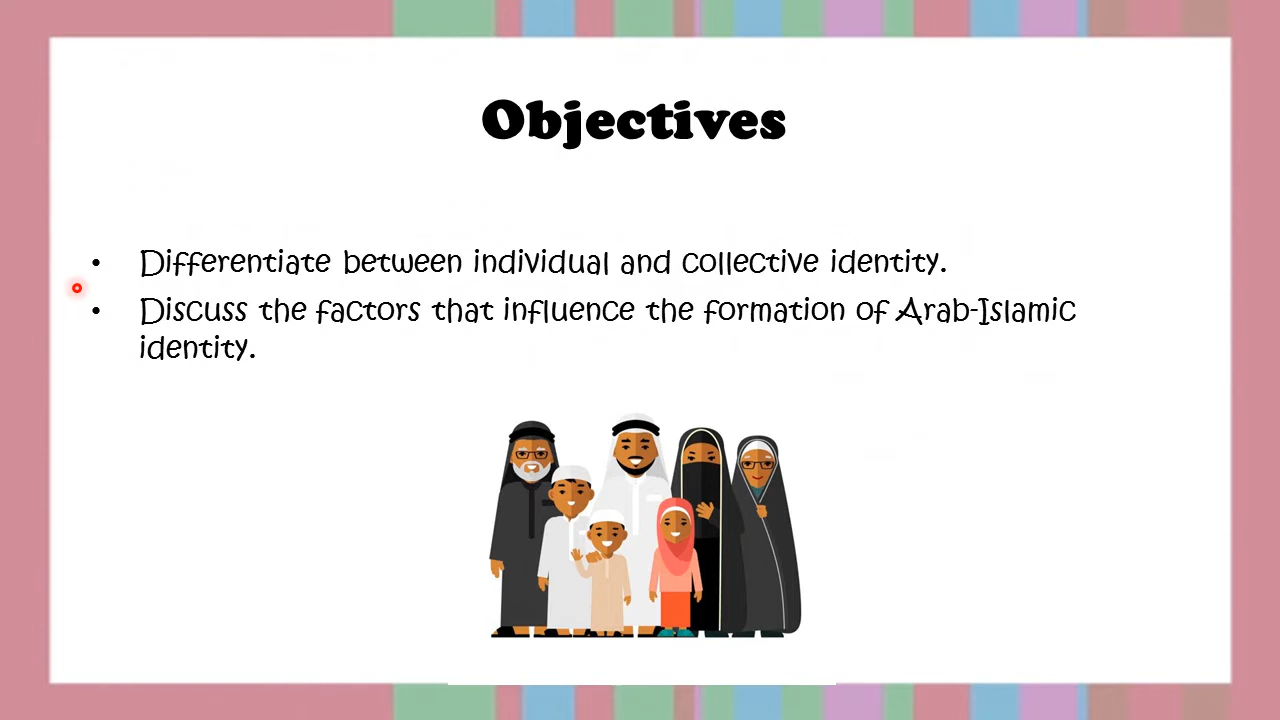 Objectives
• Differentiate between individual and collective identity.
• Discuss the factors that influence the formation of Arab-Islamic
identity.